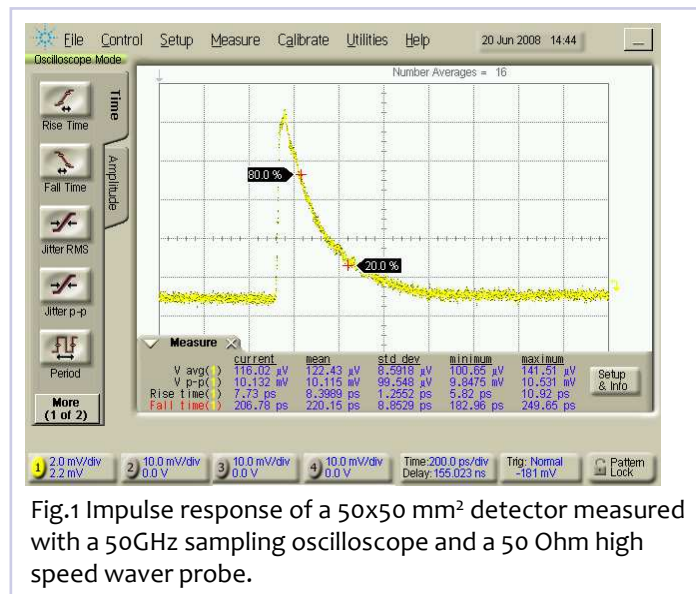 File Control Setup Measure Calibrate Utilities Help 20 Jun 2008 14:44
Oscilloscope Mode
Number Averages = 16
Time
Amplitude
Rise Time
Fall Time
Jitter RMS
Jitter p-p
Period
More
(1 of 2)
80.0 %
20.0 %
Measure
current mean std dev minimum maximum
V avg(1) 116.02 µV 122.43 µV 8.5918 µV 100.65 µV 141.51 µV
V p-p(1) 10.132 mV 10.115 mV 99.548 µV 9.8475 mV 10.531 mV
Rise time(1) 7.73 ps 8.3989 ps 1.2552 ps 5.82 ps 10.92 ps
Fall time(1) 206.78 ps 220.15 ps 8.8529 ps 182.96 ps 249.65 ps
Setup
& Info
1 2.0 mV/div
2.2 mV
2 10.0 mV/div
0.0 V
3 10.0 mV/div
0.0 V
4 10.0 mV/div
0.0 V
Time:200.0 ps/div
Delay:155.023 ns
Trig: Normal
-181 mV
Pattern
Lock
Fig.1 Impulse response of a 50x50 mm² detector measured
with a 50GHz sampling oscilloscope and a 50 Ohm high
speed waver probe.